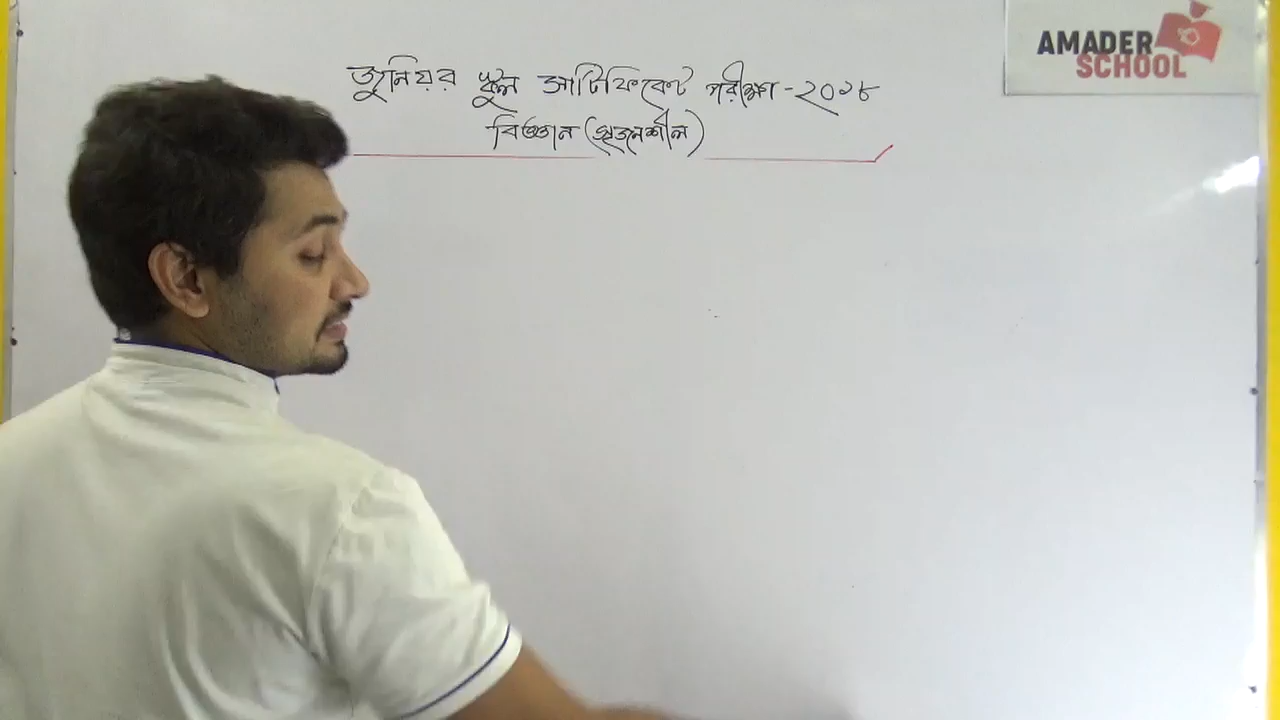 জুনিয়র স্কুল সার্টিফিকেট পরীক্ষা-২০১৮
বিজ্ঞান (সৃজনশীল)
AMADER
SCHOOL